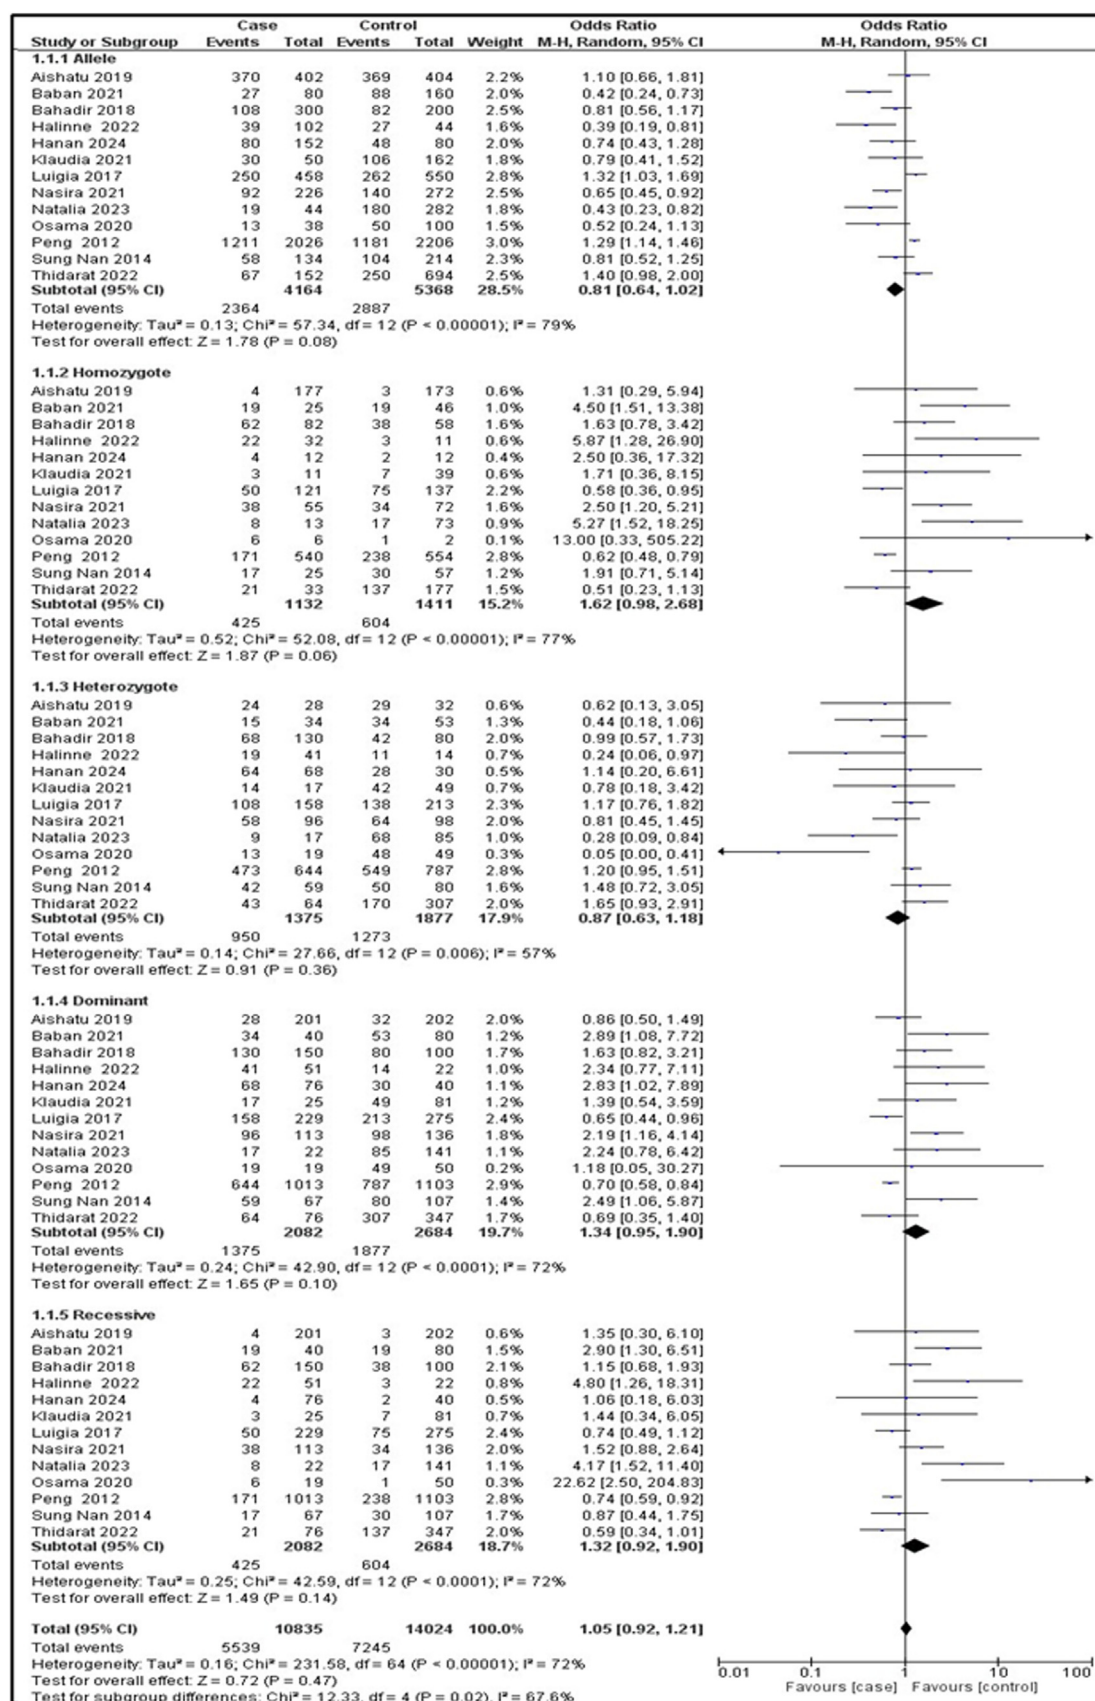 Case Control Odds Ratio Odds Ratio
Study or Subgroup Events Total Events Total Weight M-H, Random, 95% CI M-H, Random, 95% CI
1.1.1 Allele
Aishatu 2019 370 402 369 404 2.2% 1.10 [0.66, 1.81]
Baban 2021 27 80 88 160 2.0% 0.42 [0.24, 0.73]
Bahadir 2018 108 300 82 200 2.5% 0.81 [0.56, 1.17]
Halinne 2022 39 102 27 44 1.6% 0.39 [0.19, 0.81]
Hanan 2024 80 152 48 80 2.0% 0.74 [0.43, 1.28]
Klaudia 2021 30 50 106 162 1.8% 0.79 [0.41, 1.52]
Luigia 2017 250 458 262 550 2.8% 1.32 [1.03, 1.69]
Nasira 2021 92 226 140 272 2.5% 0.65 [0.45, 0.92]
Natalia 2023 19 44 180 282 1.9% 0.43 [0.23, 0.82]
Osama 2020 13 38 50 100 1.5% 0.52 [0.24, 1.13]
Peng 2012 1211 2026 1181 2206 3.0% 1.29 [1.14, 1.46]
Sung Nan 2014 58 134 104 214 2.3% 0.81 [0.52, 1.25]
Thidarat 2022 67 152 250 694 2.5% 1.40 [0.98, 2.00]
Subtotal (95% CI) 4164 5368 28.5% 0.81 [0.64, 1.02]
Total events 2364 2887
Heterogeneity: Tau² = 0.13; Chi² = 57.34, df = 12 (P < 0.00001); I² = 79%
Test for overall effect: Z = 1.78 (P = 0.08)
1.1.2 Homozygote
Aishatu 2019 4 177 3 173 0.6% 1.31 [0.29, 5.94]
Baban 2021 19 25 19 46 1.0% 4.50 [1.51, 13.38]
Bahadir 2018 62 82 38 58 1.6% 1.63 [0.78, 3.42]
Halinne 2022 22 32 3 11 0.6% 5.87 [1.28, 26.90]
Hanan 2024 4 12 2 12 0.4% 2.50 [0.36, 17.32]
Klaudia 2021 3 11 7 39 0.6% 1.71 [0.36, 8.15]
Luigia 2017 50 121 75 137 2.2% 0.58 [0.36, 0.95]
Nasira 2021 38 55 34 72 1.6% 2.50 [1.20, 5.21]
Natalia 2023 8 13 17 73 0.9% 5.27 [1.52, 18.25]
Osama 2020 6 6 1 2 0.1% 13.00 [0.33, 505.22]
Peng 2012 171 540 238 554 2.8% 0.62 [0.48, 0.79]
Sung Nan 2014 17 25 30 57 1.2% 1.91 [0.71, 5.14]
Thidarat 2022 21 33 137 177 1.5% 0.51 [0.23, 1.13]
Subtotal (95% CI) 1132 1411 15.2% 1.62 [0.98, 2.68]
Total events 425 604
Heterogeneity: Tau² = 0.52; Chi² = 52.08, df = 12 (P < 0.00001); I² = 77%
Test for overall effect: Z = 1.87 (P = 0.06)
1.1.3 Heterozygote
Aishatu 2019 24 28 29 32 0.6% 0.62 [0.13, 3.05]
Baban 2021 15 34 34 53 1.3% 0.44 [0.18, 1.06]
Bahadir 2018 68 130 42 80 2.0% 0.99 [0.57, 1.73]
Halinne 2022 19 41 11 14 0.7% 0.24 [0.06, 0.97]
Hanan 2024 64 68 28 30 0.5% 1.14 [0.20, 6.61]
Klaudia 2021 14 17 42 49 0.7% 0.78 [0.18, 3.42]
Luigia 2017 108 158 138 213 2.3% 1.17 [0.76, 1.82]
Nasira 2021 58 96 64 98 1.9% 0.81 [0.45, 1.45]
Natalia 2023 9 17 68 85 1.0% 0.28 [0.09, 0.84]
Osama 2020 13 19 48 49 0.3% 0.05 [0.00, 0.41]
Peng 2012 473 644 549 787 2.8% 1.20 [0.95, 1.51]
Sung Nan 2014 42 59 50 80 1.6% 1.48 [0.72, 3.05]
Thidarat 2022 43 64 170 307 2.0% 1.65 [0.93, 2.91]
Subtotal (95% CI) 1375 1877 17.9% 0.87 [0.63, 1.18]
Total events 950 1273
Heterogeneity: Tau² = 0.14; Chi² = 27.66, df = 12 (P = 0.006); I² = 57%
Test for overall effect: Z = 0.91 (P = 0.36)
1.1.4 Dominant
Aishatu 2019 28 201 32 202 2.0% 0.86 [0.50, 1.49]
Baban 2021 34 40 53 80 1.2% 2.89 [1.08, 7.72]
Bahadir 2018 130 150 80 100 1.7% 1.63 [0.82, 3.21]
Halinne 2022 41 51 14 22 1.0% 2.34 [0.77, 7.11]
Hanan 2024 68 76 30 40 1.1% 2.83 [1.02, 7.89]
Klaudia 2021 17 25 49 81 1.2% 1.39 [0.54, 3.59]
Luigia 2017 158 229 213 275 2.4% 0.65 [0.44, 0.96]
Nasira 2021 96 113 98 136 1.8% 2.19 [1.16, 4.14]
Natalia 2023 17 22 85 141 1.1% 2.24 [0.78, 6.42]
Osama 2020 19 19 49 50 0.2% 1.18 [0.05, 30.27]
Peng 2012 644 1013 787 1103 2.9% 0.70 [0.58, 0.84]
Sung Nan 2014 59 67 80 107 1.4% 2.49 [1.06, 5.87]
Thidarat 2022 64 76 307 347 1.7% 0.69 [0.35, 1.40]
Subtotal (95% CI) 2082 2684 19.7% 1.34 [0.95, 1.90]
Total events 1375 1877
Heterogeneity: Tau² = 0.24; Chi² = 42.90, df = 12 (P < 0.0001); I² = 72%
Test for overall effect: Z = 1.65 (P = 0.10)
1.1.5 Recessive
Aishatu 2019 4 201 3 202 0.6% 1.35 [0.30, 6.10]
Baban 2021 19 40 19 80 1.5% 2.90 [1.30, 6.51]
Bahadir 2018 62 150 38 100 2.1% 1.15 [0.68, 1.93]
Halinne 2022 22 51 3 22 0.8% 4.80 [1.26, 18.31]
Hanan 2024 4 76 2 40 0.5% 1.06 [0.18, 6.03]
Klaudia 2021 3 25 7 81 0.7% 1.44 [0.34, 6.05]
Luigia 2017 50 229 75 275 2.4% 0.74 [0.49, 1.12]
Nasira 2021 38 113 34 136 2.0% 1.52 [0.88, 2.64]
Natalia 2023 8 22 17 141 1.1% 4.17 [1.52, 11.40]
Osama 2020 6 19 1 50 0.3% 22.62 [2.50, 204.83]
Peng 2012 171 1013 238 1103 2.8% 0.74 [0.59, 0.92]
Sung Nan 2014 17 67 30 107 1.6% 0.87 [0.44, 1.75]
Thidarat 2022 21 76 137 347 2.0% 0.59 [0.34, 1.01]
Subtotal (95% CI) 2082 2684 18.7% 1.32 [0.92, 1.90]
Total events 425 604
Heterogeneity: Tau² = 0.25; Chi² = 42.59, df = 12 (P < 0.0001); I² = 72%
Test for overall effect: Z = 1.49 (P = 0.14)
Total (95% CI) 10835 14024 100.0% 1.05 [0.92, 1.21]
Total events 5539 7245
Heterogeneity: Tau² = 0.16; Chi² = 231.58, df = 64 (P < 0.00001); I² = 72%
Test for overall effect: Z = 0.72 (P = 0.47)
Test for subgroup differences: Chi² = 12.33, df = 4 (P = 0.02), I² = 67.6%
0.01 0.1 1 10 100
Favours [case] Favours [control]